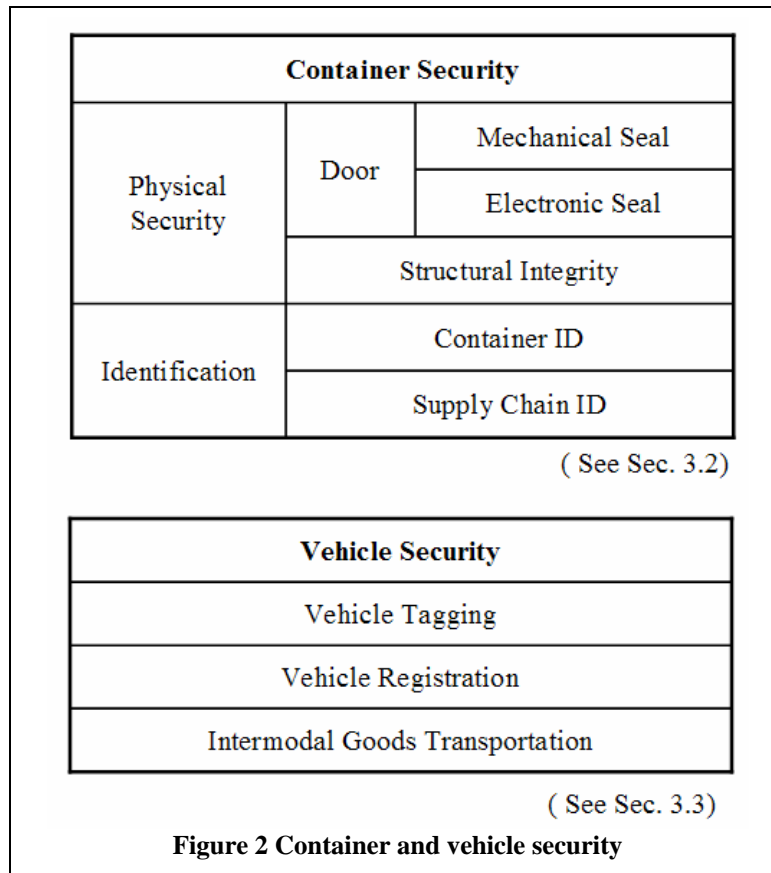 Container Security
Physical
Security
Door
Mechanical Seal
Electronic Seal
Structural Integrity
Identification
Container ID
Supply Chain ID
( See Sec. 3.2)
Vehicle Security
Vehicle Tagging
Vehicle Registration
Intermodal Goods Transportation
( See Sec. 3.3)
Figure 2 Container and vehicle security